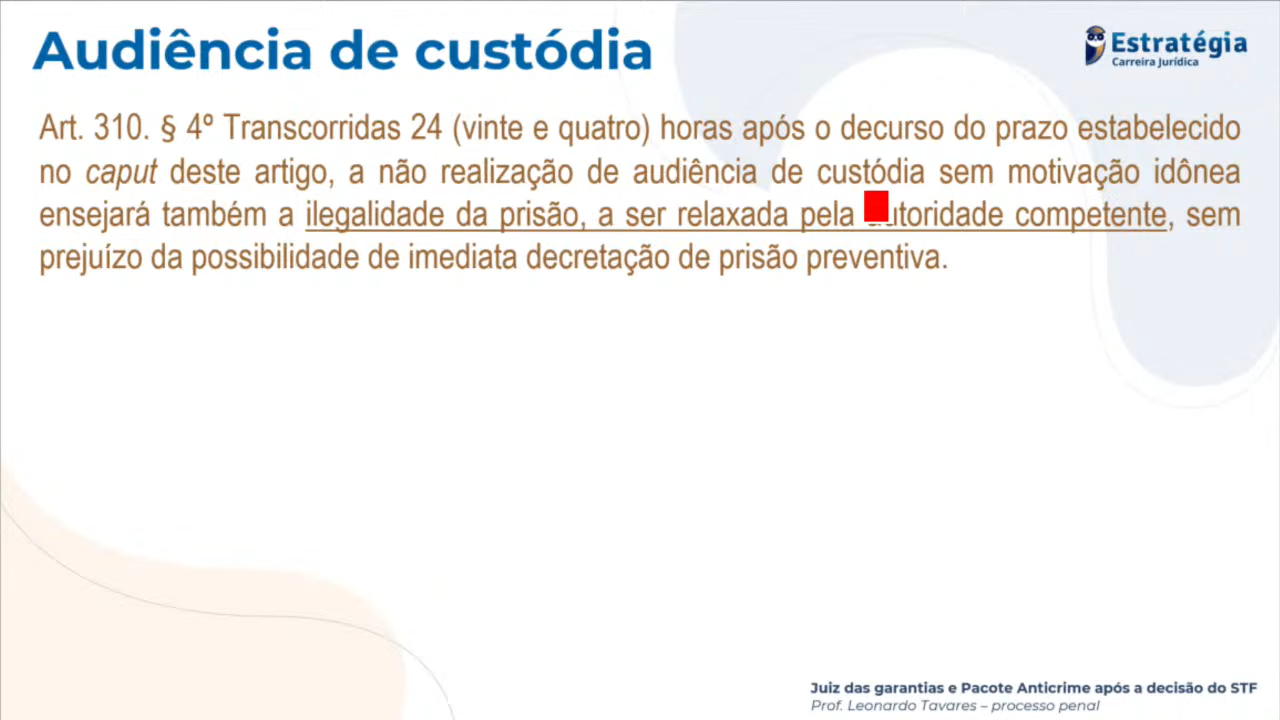 Audiência de custódia
Estratégia
Carreira Jurídica
Art. 310. § 4º Transcorridas 24 (vinte e quatro) horas após o decurso do prazo estabelecido
no caput deste artigo, a não realização de audiência de custódia sem motivação idônea
ensejará também a ilegalidade da prisão, a ser relaxada pela autoridade competente, sem
prejuízo da possibilidade de imediata decretação de prisão preventiva.
Juiz das garantias e Pacote Anticrime após a decisão do STF
Prof. Leonardo Tavares – processo penal